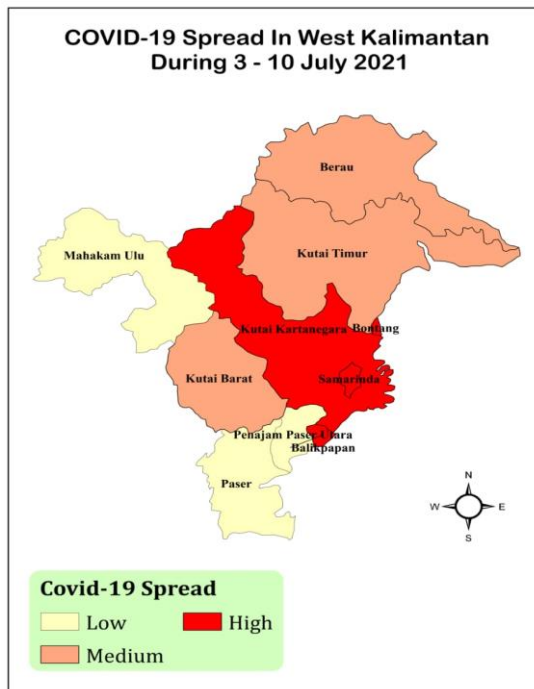 COVID-19 Spread In West Kalimantan
During 3 - 10 July 2021
Berau
Mahakam Ulu
Kutai Timur
Kutai Kartanegara
Bontang
Kutai Barat
Samarinda
Penajam Paser Utara
Balikpapan
Paser
N
W
E
S
Covid-19 Spread
Low
High
Medium